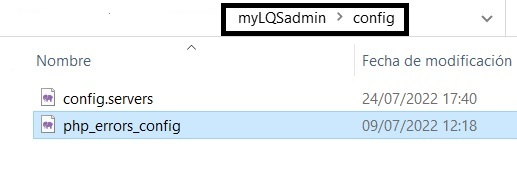 myLQSadmin > config
Nombre Fecha de modificación
config.servers 24/07/2022 17:40
php_errors_config 09/07/2022 12:18